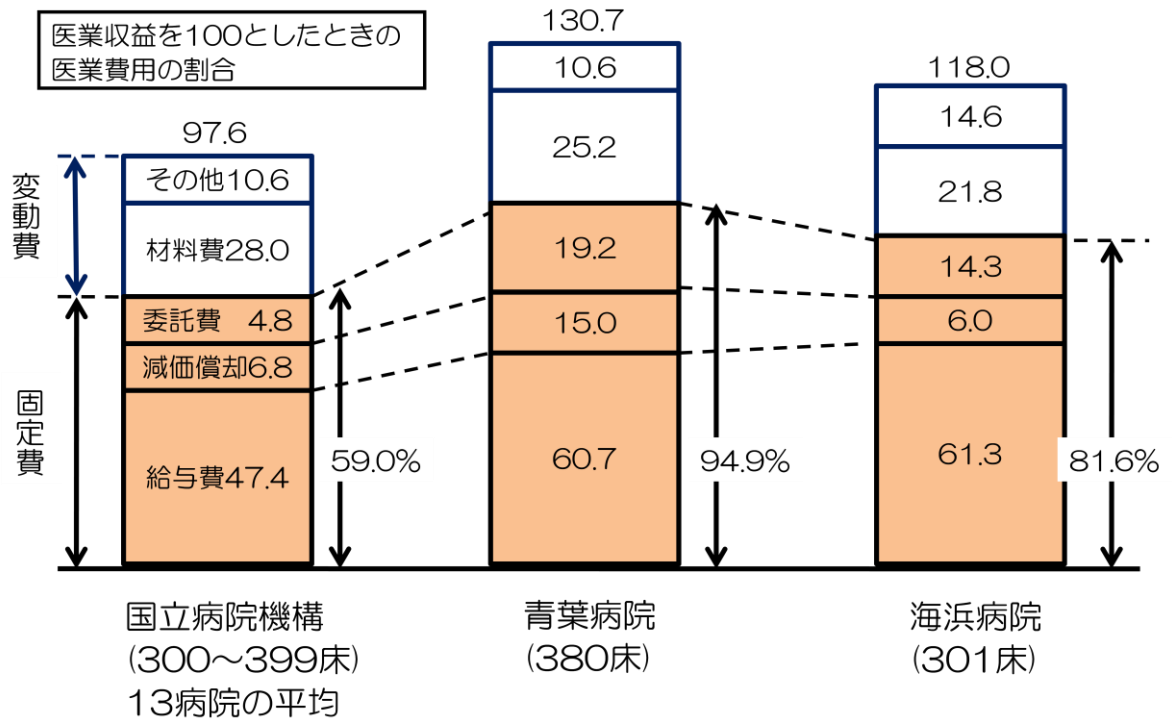 医業収益を100としたときの
医業費用の割合
97.6
130.7
118.0
変動費
固定費
その他10.6
材料費28.0
委託費 4.8
減価償却6.8
給与費47.4
59.0%
10.6
25.2
19.2
15.0
60.7
94.9%
14.6
21.8
14.3
6.0
61.3
81.6%
国立病院機構
(300～399床)
13病院の平均
青葉病院
(380床)
海浜病院
(301床)